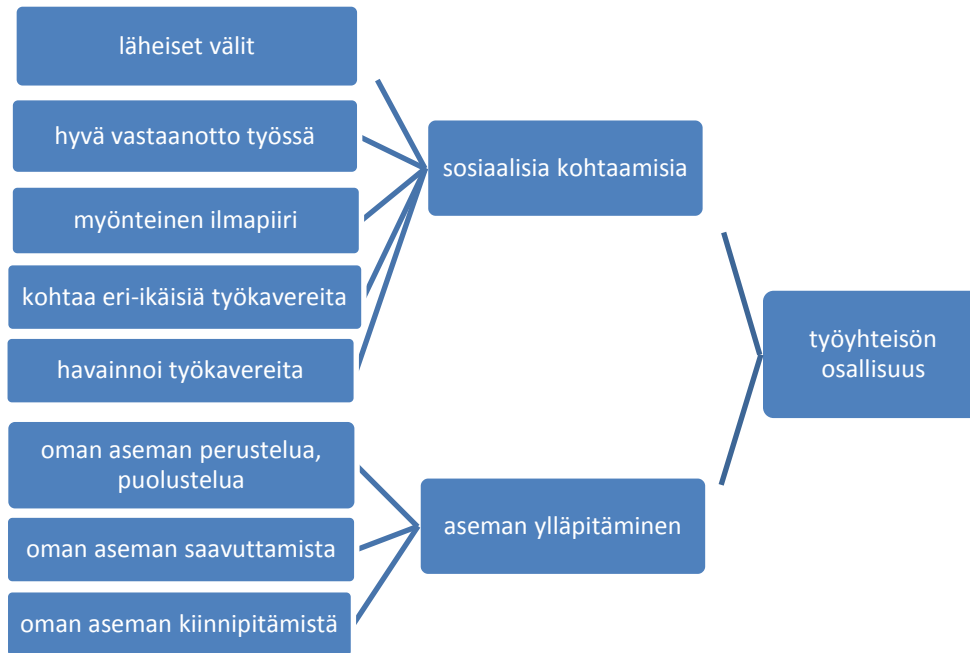 läheiset välit
hyvä vastaanotto työssä
myönteinen ilmapiiri
kohtaa eri-ikäisiä työkavereita
havainnoi työkavereita
oman aseman perustelua,
puolustelua
oman aseman saavuttamista
oman aseman kiinnipitämistä
sosiaalisia kohtaamisia
aseman ylläpitäminen
työyhteisön
osallisuus